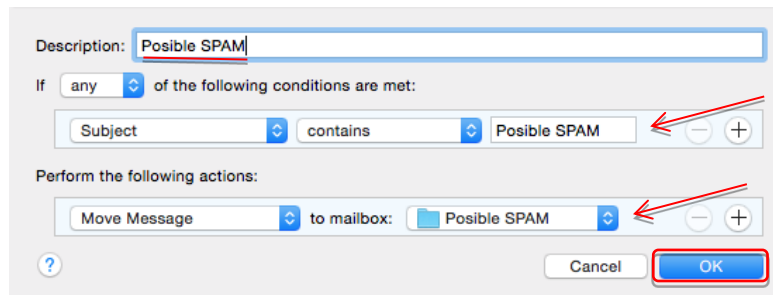 Description: Posible SPAM
If any of the following conditions are met:
Subject contains Posible SPAM
Perform the following actions:
Move Message to mailbox: Posible SPAM
? Cancel OK